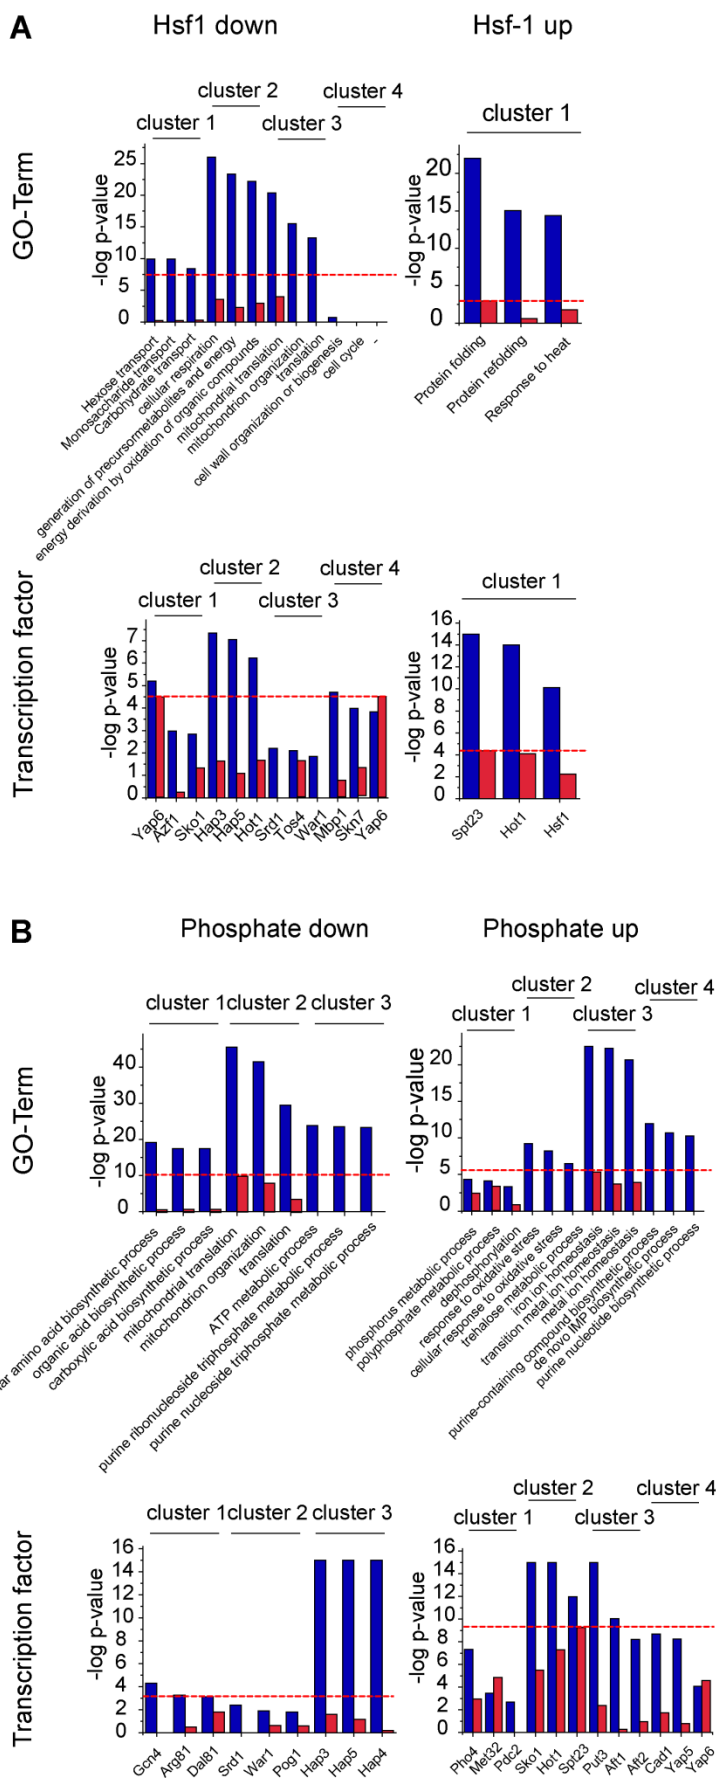 A
Hsf1 down
Hsf-1 up
GO-Term
cluster 1
cluster 2
cluster 3
cluster 4
-log p-value
25
20
15
10
5
0
Hexose transport
Monosaccharide transport
Carbohydrate transport
cellular respiration
generation of precursormetabolites and energy
energy derivation by oxidation of organic compounds
mitochondrial translation
mitochondrion organization
translation
cell wall organization or biogenesis
cell cycle
-
cluster 1
-log p-value
20
15
10
5
0
Protein folding
Protein refolding
Response to heat
Transcription factor
cluster 1
cluster 2
cluster 3
cluster 4
-log p-value
7
6
5
4
3
2
1
0
Yap6
Azf1
Sko1
Hap3
Hap5
Hot1
Srd1
Tos4
War1
Mbp1
Skn7
Yap6
cluster 1
-log p-value
16
14
12
10
8
6
4
2
0
Spt23
Hot1
Hsf1
B
Phosphate down
Phosphate up
GO-Term
cluster 1
cluster 2
cluster 3
-log p-value
40
30
20
10
0
lar amino acid biosynthetic process
organic acid biosynthetic process
carboxylic acid biosynthetic process
mitochondrial translation
mitochondrion organization
translation
ATP metabolic process
purine ribonucleoside triphosphate metabolic process
purine nucleoside triphosphate metabolic process
cluster 1
cluster 2
cluster 3
cluster 4
-log p-value
20
15
10
5
0
phosphorus metabolic process
polyphosphate metabolic process
dephosphorylation
response to oxidative stress
cellular response to oxidative stress
trehalose metabolic process
iron ion homeostasis
transition metal ion homeostasis
metal ion homeostasis
purine-containing compound biosynthetic process
de novo IMP biosynthetic process
purine nucleotide biosynthetic process
Transcription factor
cluster 1
cluster 2
cluster 3
-log p-value
16
14
12
10
8
6
4
2
0
Gcn4
Arg81
Dal81
Srd1
War1
Pog1
Hap3
Hap5
Hap4
cluster 1
cluster 2
cluster 3
cluster 4
-log p-value
16
14
12
10
8
6
4
2
0
Pho4
Met32
Pdc2
Sko1
Hot1
Spt23
Put3
Aft1
Aft2
Cad1
Yap5
Yap6